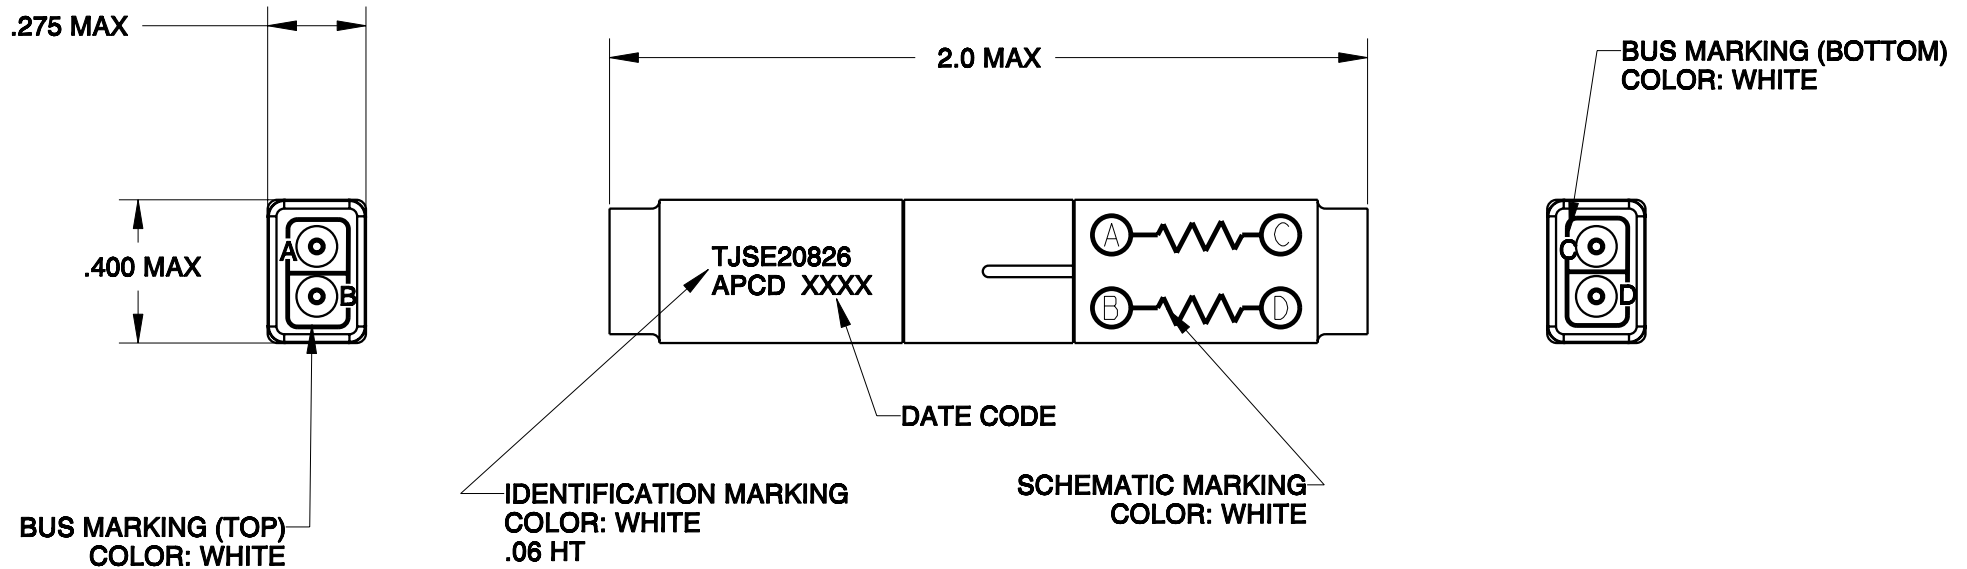 .275 MAX
2.0 MAX
BUS MARKING (BOTTOM)
COLOR: WHITE
.400 MAX
A
B
TJSE20826
APCD XXXX
A C
B D
C
D
DATE CODE
IDENTIFICATION MARKING
COLOR: WHITE
.06 HT
SCHEMATIC MARKING
COLOR: WHITE
BUS MARKING (TOP)
COLOR: WHITE